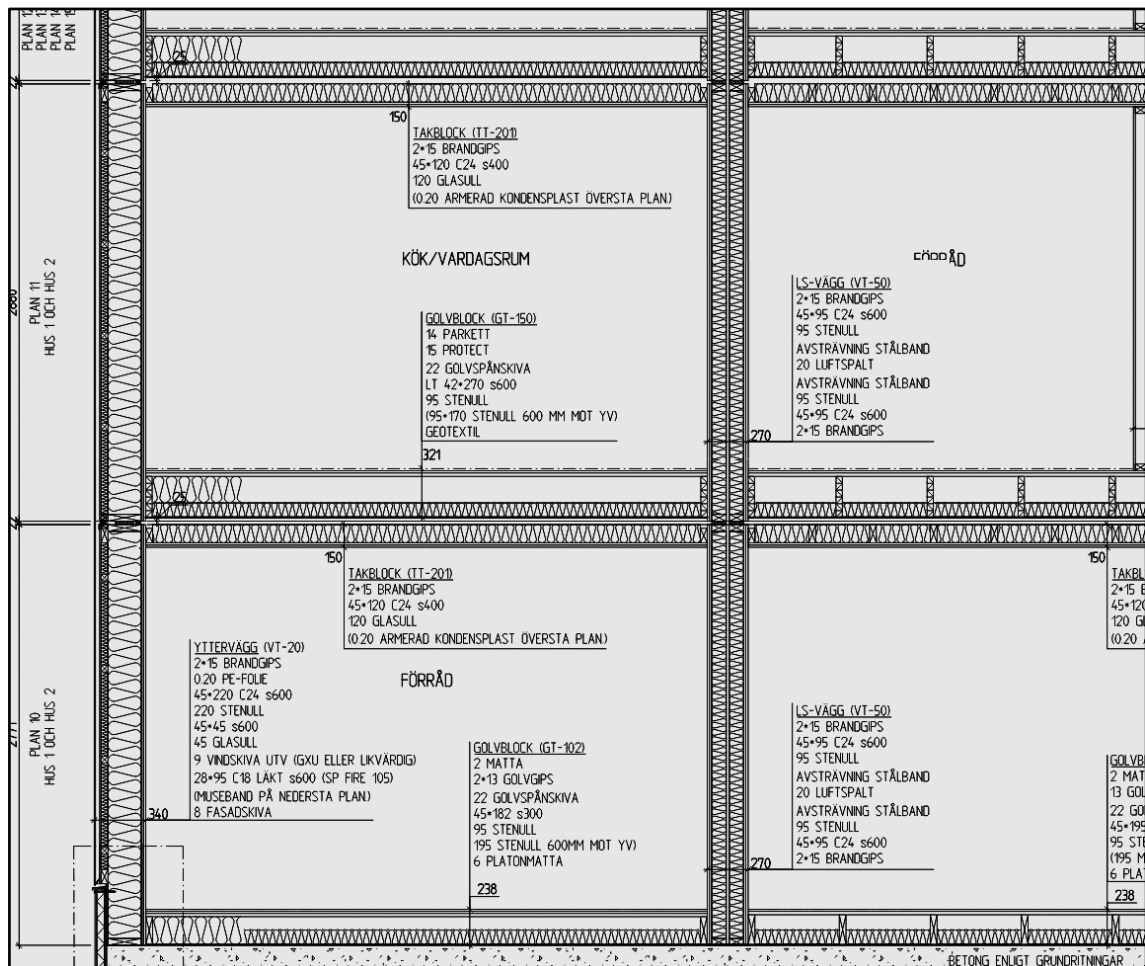 PLAN 12
PLAN 13
PLAN 14
PLAN 15
25
150
TAKBLOCK (TT-201)
2*15 BRANDGIPS
45*120 C24 s400
120 GLASULL
(0.20 ARMERAD KONDENSPLAST ÖVERSTA PLAN)
KÖK/VARDAGSRUM
PLAN 11
HUS 1 OCH HUS 2
GOLVBLOCK (GT-150)
14 PARKETT
15 PROTECT
22 GOLVSPÅNSKIVA
LT 42*270 s600
95 STENULL
(95+170 STENULL 600 MM MOT YV)
GEOTEXTIL
321
LS-VÄGG (VT-50)
2*15 BRANDGIPS
45*95 C24 s600
95 STENULL
AVSTRÄVNING STÅLBAND
20 LUFTSPALT
AVSTRÄVNING STÅLBAND
95 STENULL
45*95 C24 s600
2*15 BRANDGIPS
270
25
150
TAKBLOCK (TT-201)
2*15 BRANDGIPS
45*120 C24 s400
120 GLASULL
(0.20 ARMERAD KONDENSPLAST ÖVERSTA PLAN)
150
FÖRRÅD
PLAN 10
HUS 1 OCH HUS 2
YTTERVÄGG (VT-20)
2*15 BRANDGIPS
0.20 PE-FOLIE
45*220 C24 s600
220 STENULL
45*45 s600
45 GLASULL
9 VINDSKIVA UTV (GXU ELLER LIKVÄRDIG)
28*95 C18 LÄKT s600 (SP FIRE 105)
(MUSEBAND PÅ NEDERSTA PLAN)
8 FASADSKIVA
340
GOLVBLOCK (GT-102)
2 MATTA
2*13 GOLVGIPS
22 GOLVSPÅNSKIVA
45*182 s300
95 STENULL
195 STENULL 600MM MOT YV)
6 PLATONMATTA
238
LS-VÄGG (VT-50)
2*15 BRANDGIPS
45*95 C24 s600
95 STENULL
AVSTRÄVNING STÅLBAND
20 LUFTSPALT
AVSTRÄVNING STÅLBAND
95 STENULL
45*95 C24 s600
2*15 BRANDGIPS
270
238
BETONG ENLIGT GRUNDRITNINGAR